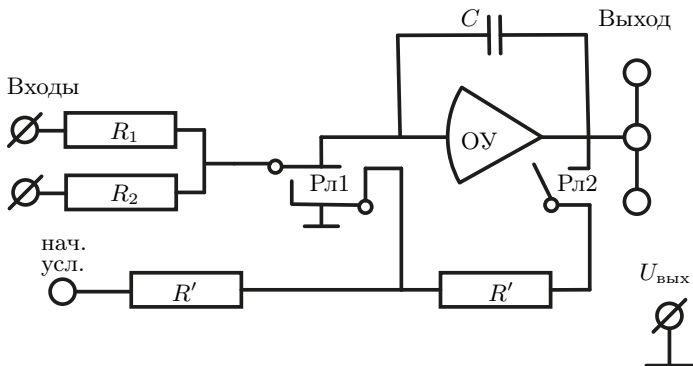 C
Выход
Входы
R₁
ОУ
R₂
Рл1
Рл2
нач.
усл.
R′
R′
Uвых